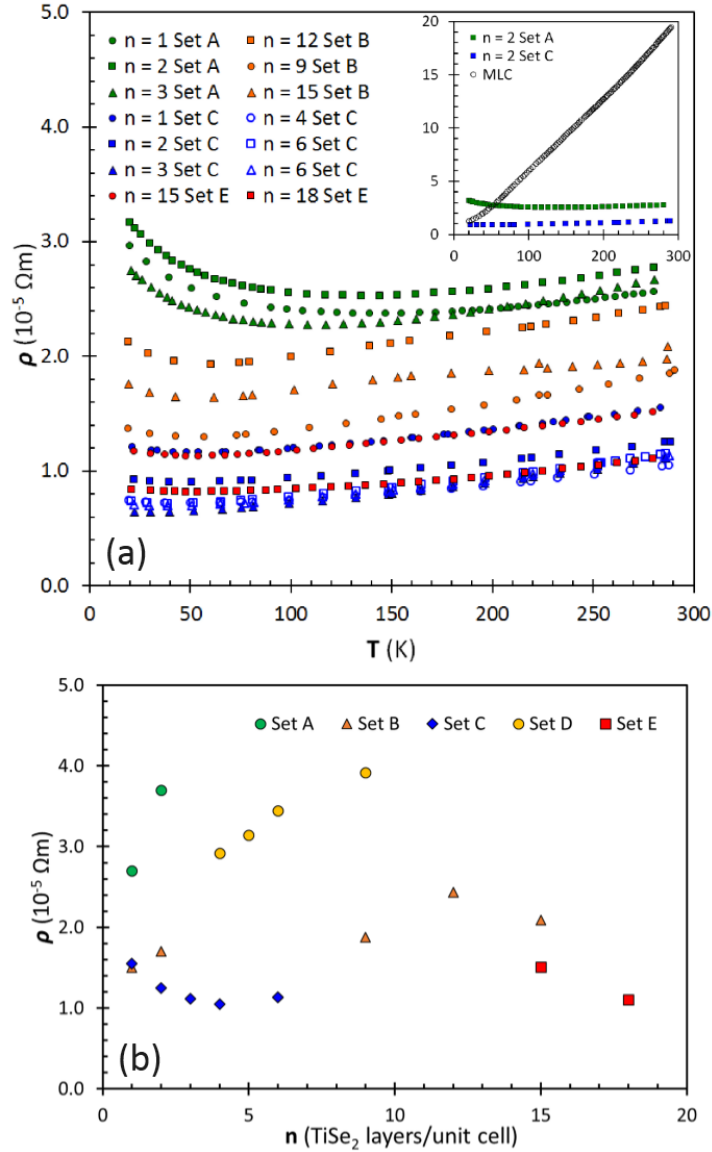 5.0
4.0
3.0
2.0
1.0
0.0
ρ (10⁻⁵ Ωm)
n = 1 Set A
n = 2 Set A
n = 3 Set A
n = 1 Set C
n = 2 Set C
n = 3 Set C
n = 15 Set E
n = 12 Set B
n = 9 Set B
n = 15 Set B
n = 4 Set C
n = 6 Set C
n = 6 Set C
n = 18 Set E
20
15
10
5
0
n = 2 Set A
n = 2 Set C
MLC
0 100 200 300
(a)
0 50 100 150 200 250 300
T (K)
5.0
4.0
3.0
2.0
1.0
0.0
ρ (10⁻⁵ Ωm)
Set A Set B Set C Set D Set E
(b)
0 5 10 15 20
n (TiSe₂ layers/unit cell)